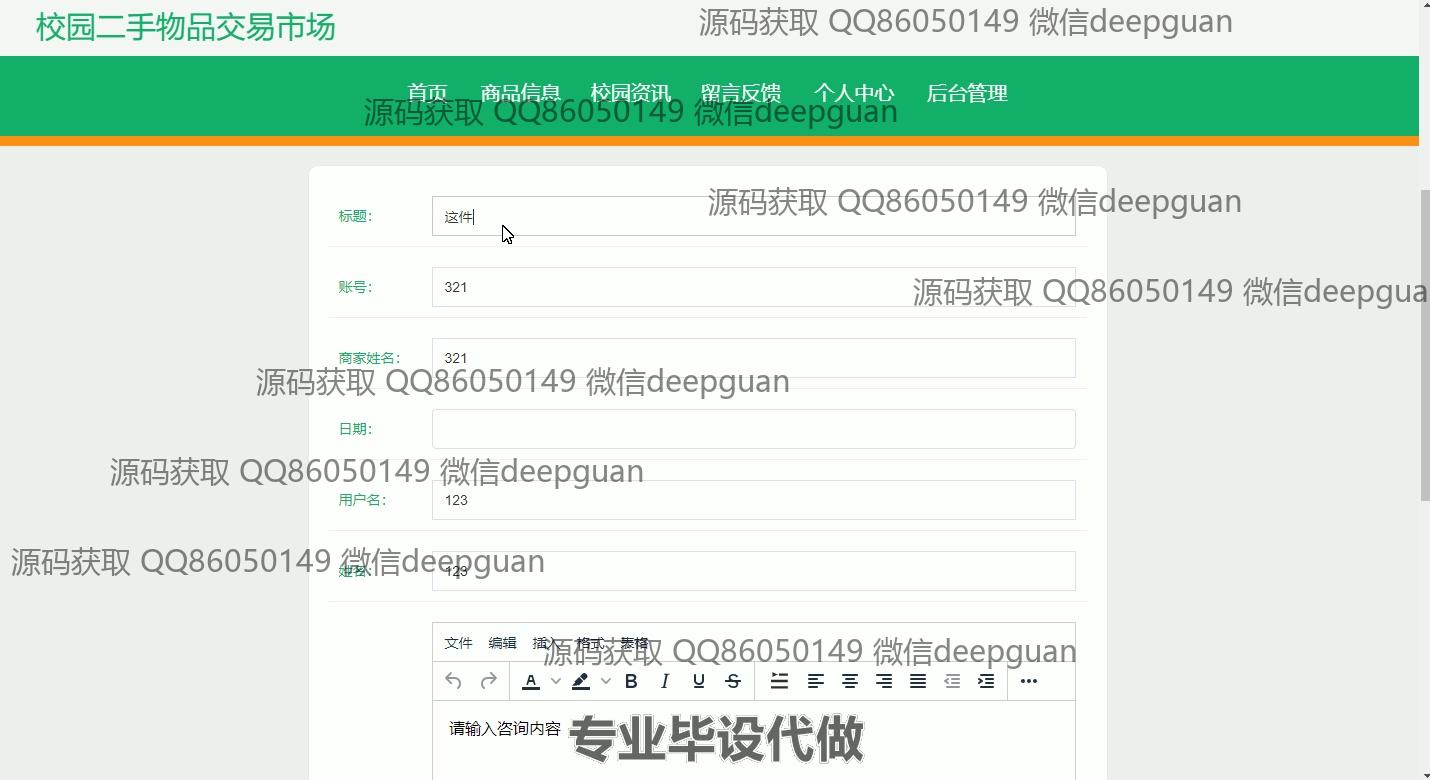 校园二手物品交易市场
源码获取 QQ86050149 微信deepguan
首页 商品信息 校园资讯 留言反馈 个人中心 后台管理
源码获取 QQ86050149 微信deepguan
标题: 这件
源码获取 QQ86050149 微信deepguan
账号: 321
源码获取 QQ86050149 微信deepgua
商家姓名: 321
源码获取 QQ86050149 微信deepguan
日期:
源码获取 QQ86050149 微信deepguan
用户名: 123
源码获取 QQ86050149 微信deepguan
姓名: 123
文件 编辑 插入 格式 表格
源码获取 QQ86050149 微信deepguan
A B I U S
请输入咨询内容
专业毕设代做